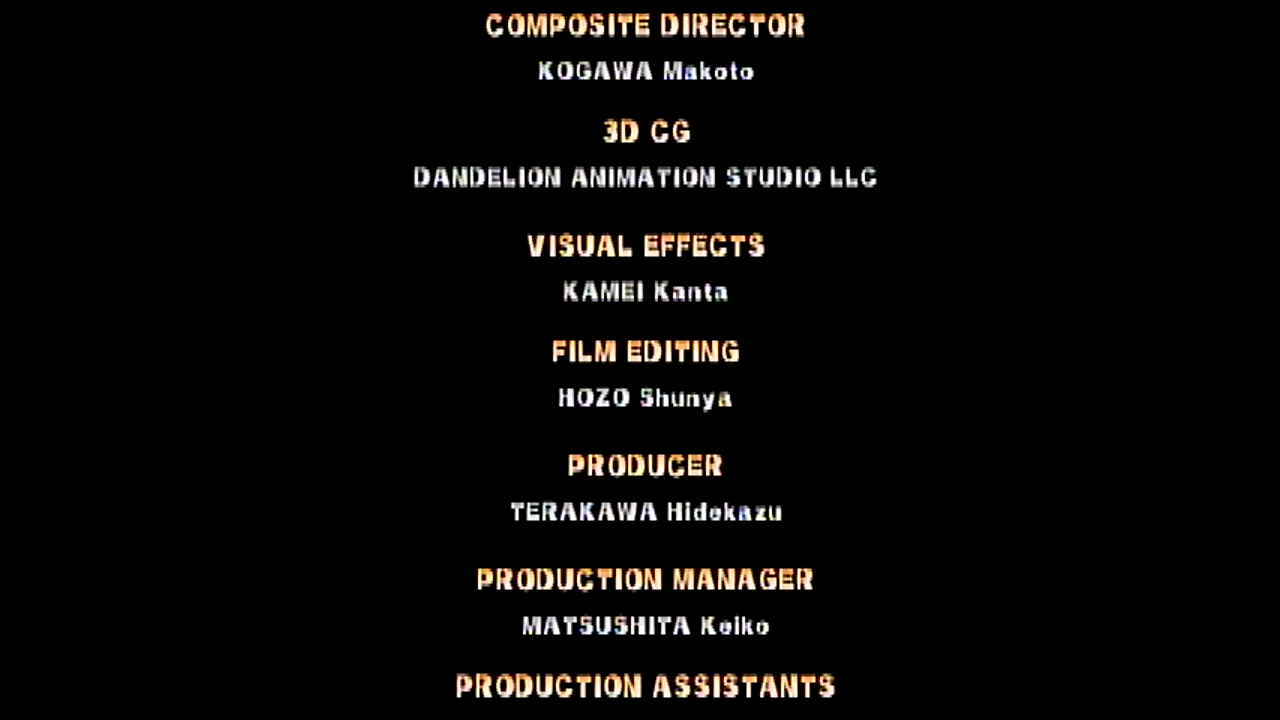 COMPOSITE DIRECTOR
KOGAWA Makoto
3D CG
DANDELION ANIMATION STUDIO LLC
VISUAL EFFECTS
KAMEI Kanta
FILM EDITING
HOZO Shunya
PRODUCER
TERAKAWA Hidekazu
PRODUCTION MANAGER
MATSUSHITA Keiko
PRODUCTION ASSISTANTS